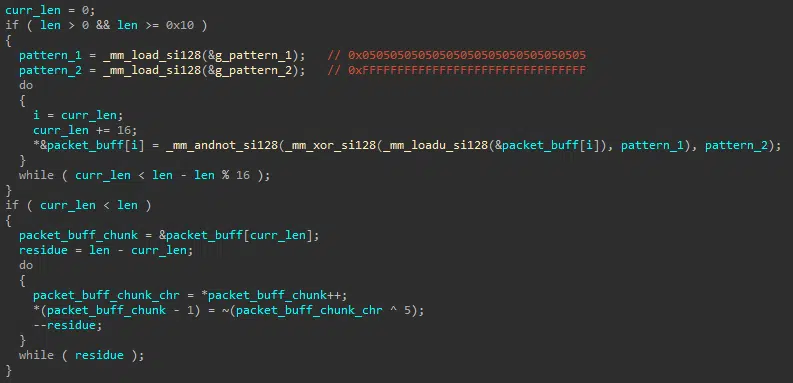 curr_len = 0;
if ( len > 0 && len >= 0x10 )
{
  pattern_1 = _mm_load_si128(&g_pattern_1);   // 0x05050505050505050505050505050505
  pattern_2 = _mm_load_si128(&g_pattern_2);   // 0xFFFFFFFFFFFFFFFFFFFFFFFFFFFFFFFF
  do
  {
    i = curr_len;
    curr_len += 16;
    *&packet_buff[i] = _mm_andnot_si128(_mm_xor_si128(_mm_loadu_si128(&packet_buff[i]), pattern_1), pattern_2);
  }
  while ( curr_len < len - len % 16 );
}
if ( curr_len < len )
{
  packet_buff_chunk = &packet_buff[curr_len];
  residue = len - curr_len;
  do
  {
    packet_buff_chunk_chr = *packet_buff_chunk++;
    *(packet_buff_chunk - 1) = ~(packet_buff_chunk_chr ^ 5);
    --residue;
  }
  while ( residue );
}